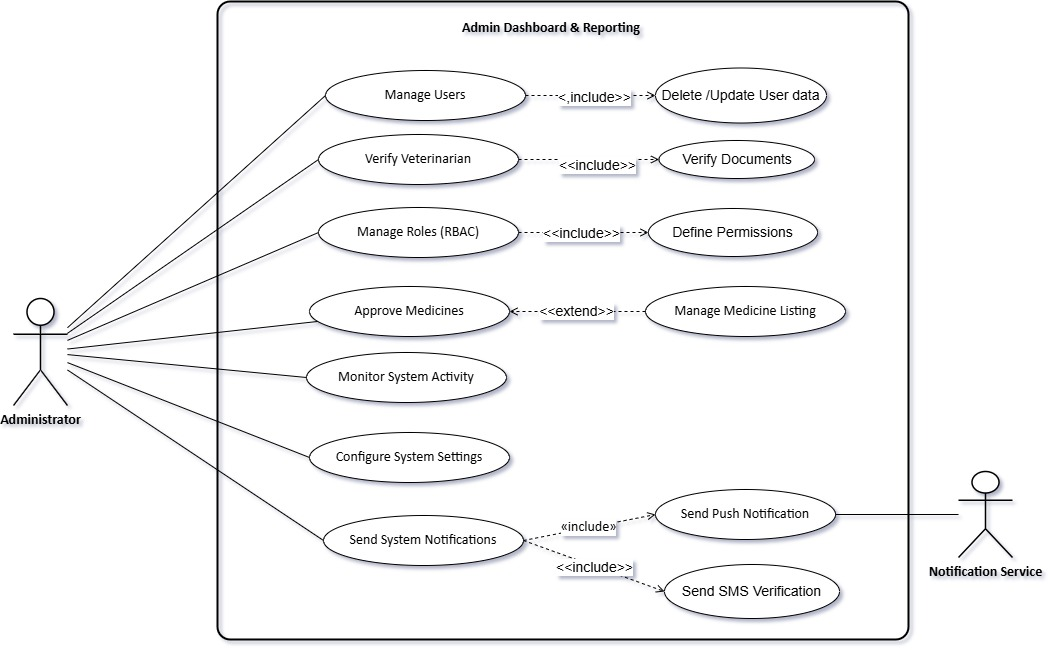 Admin Dashboard & Reporting
Manage Users
<,include>>
Delete /Update User data
Verify Veterinarian
<<include>>
Verify Documents
Manage Roles (RBAC)
<<include>>
Define Permissions
Approve Medicines
<<extend>>
Manage Medicine Listing
Monitor System Activity
Administrator
Configure System Settings
Send System Notifications
«include»
Send Push Notification
<<include>>
Send SMS Verification
Notification Service